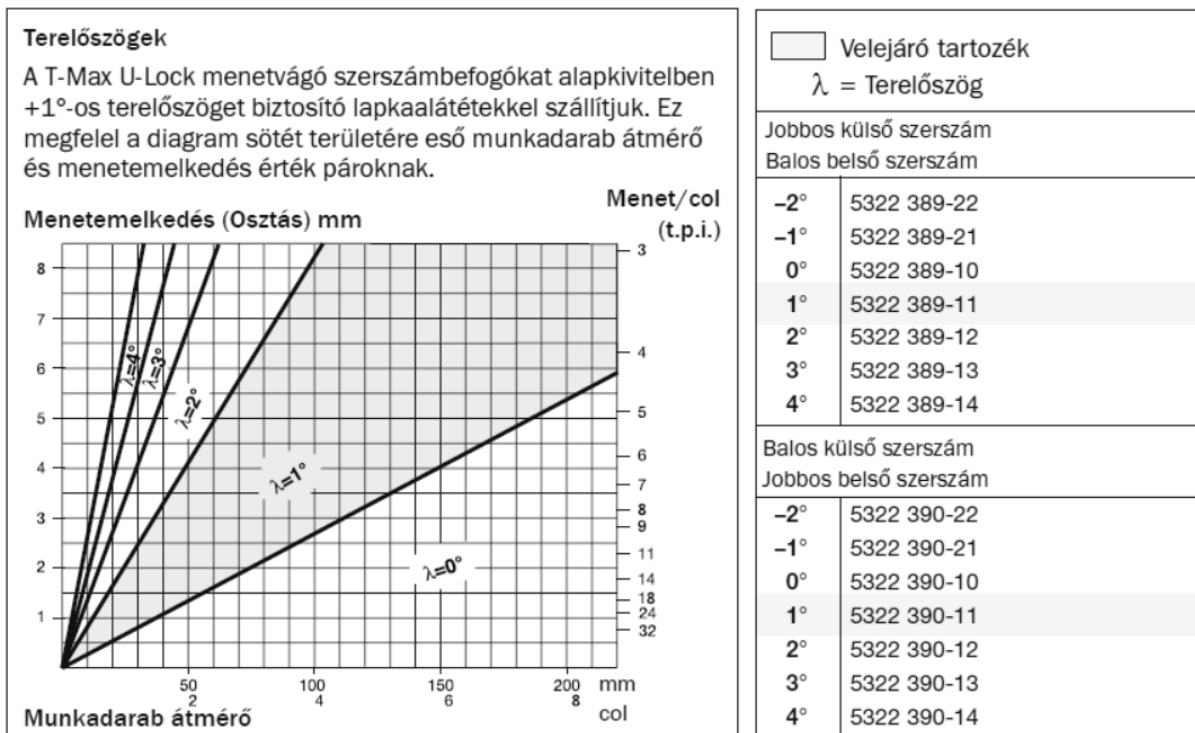 Terelőszögek
A T-Max U-Lock menetvágó szerszámbefogókat alapkivitelben
+1°-os terelőszöget biztosító lapkaalátétekkel szállítjuk. Ez
megfelel a diagram sötét területére eső munkadarab átmérő
és menetemelkedés érték pároknak.
Menetemelkedés (Osztás) mm
Menet/col
(t.p.i.)
8
7
6
5
4
3
2
1
λ=4°
λ=3°
λ=2°
λ=1°
λ=0°
3
4
5
6
7
8
9
11
14
18
24
32
50 100 150 200 mm
2 4 6 8 col
Munkadarab átmérő
Velejáró tartozék
λ = Terelőszög
Jobbos külső szerszám
Balos belső szerszám
–2° 5322 389-22
–1° 5322 389-21
0° 5322 389-10
1° 5322 389-11
2° 5322 389-12
3° 5322 389-13
4° 5322 389-14
Balos külső szerszám
Jobbos belső szerszám
–2° 5322 390-22
–1° 5322 390-21
0° 5322 390-10
1° 5322 390-11
2° 5322 390-12
3° 5322 390-13
4° 5322 390-14